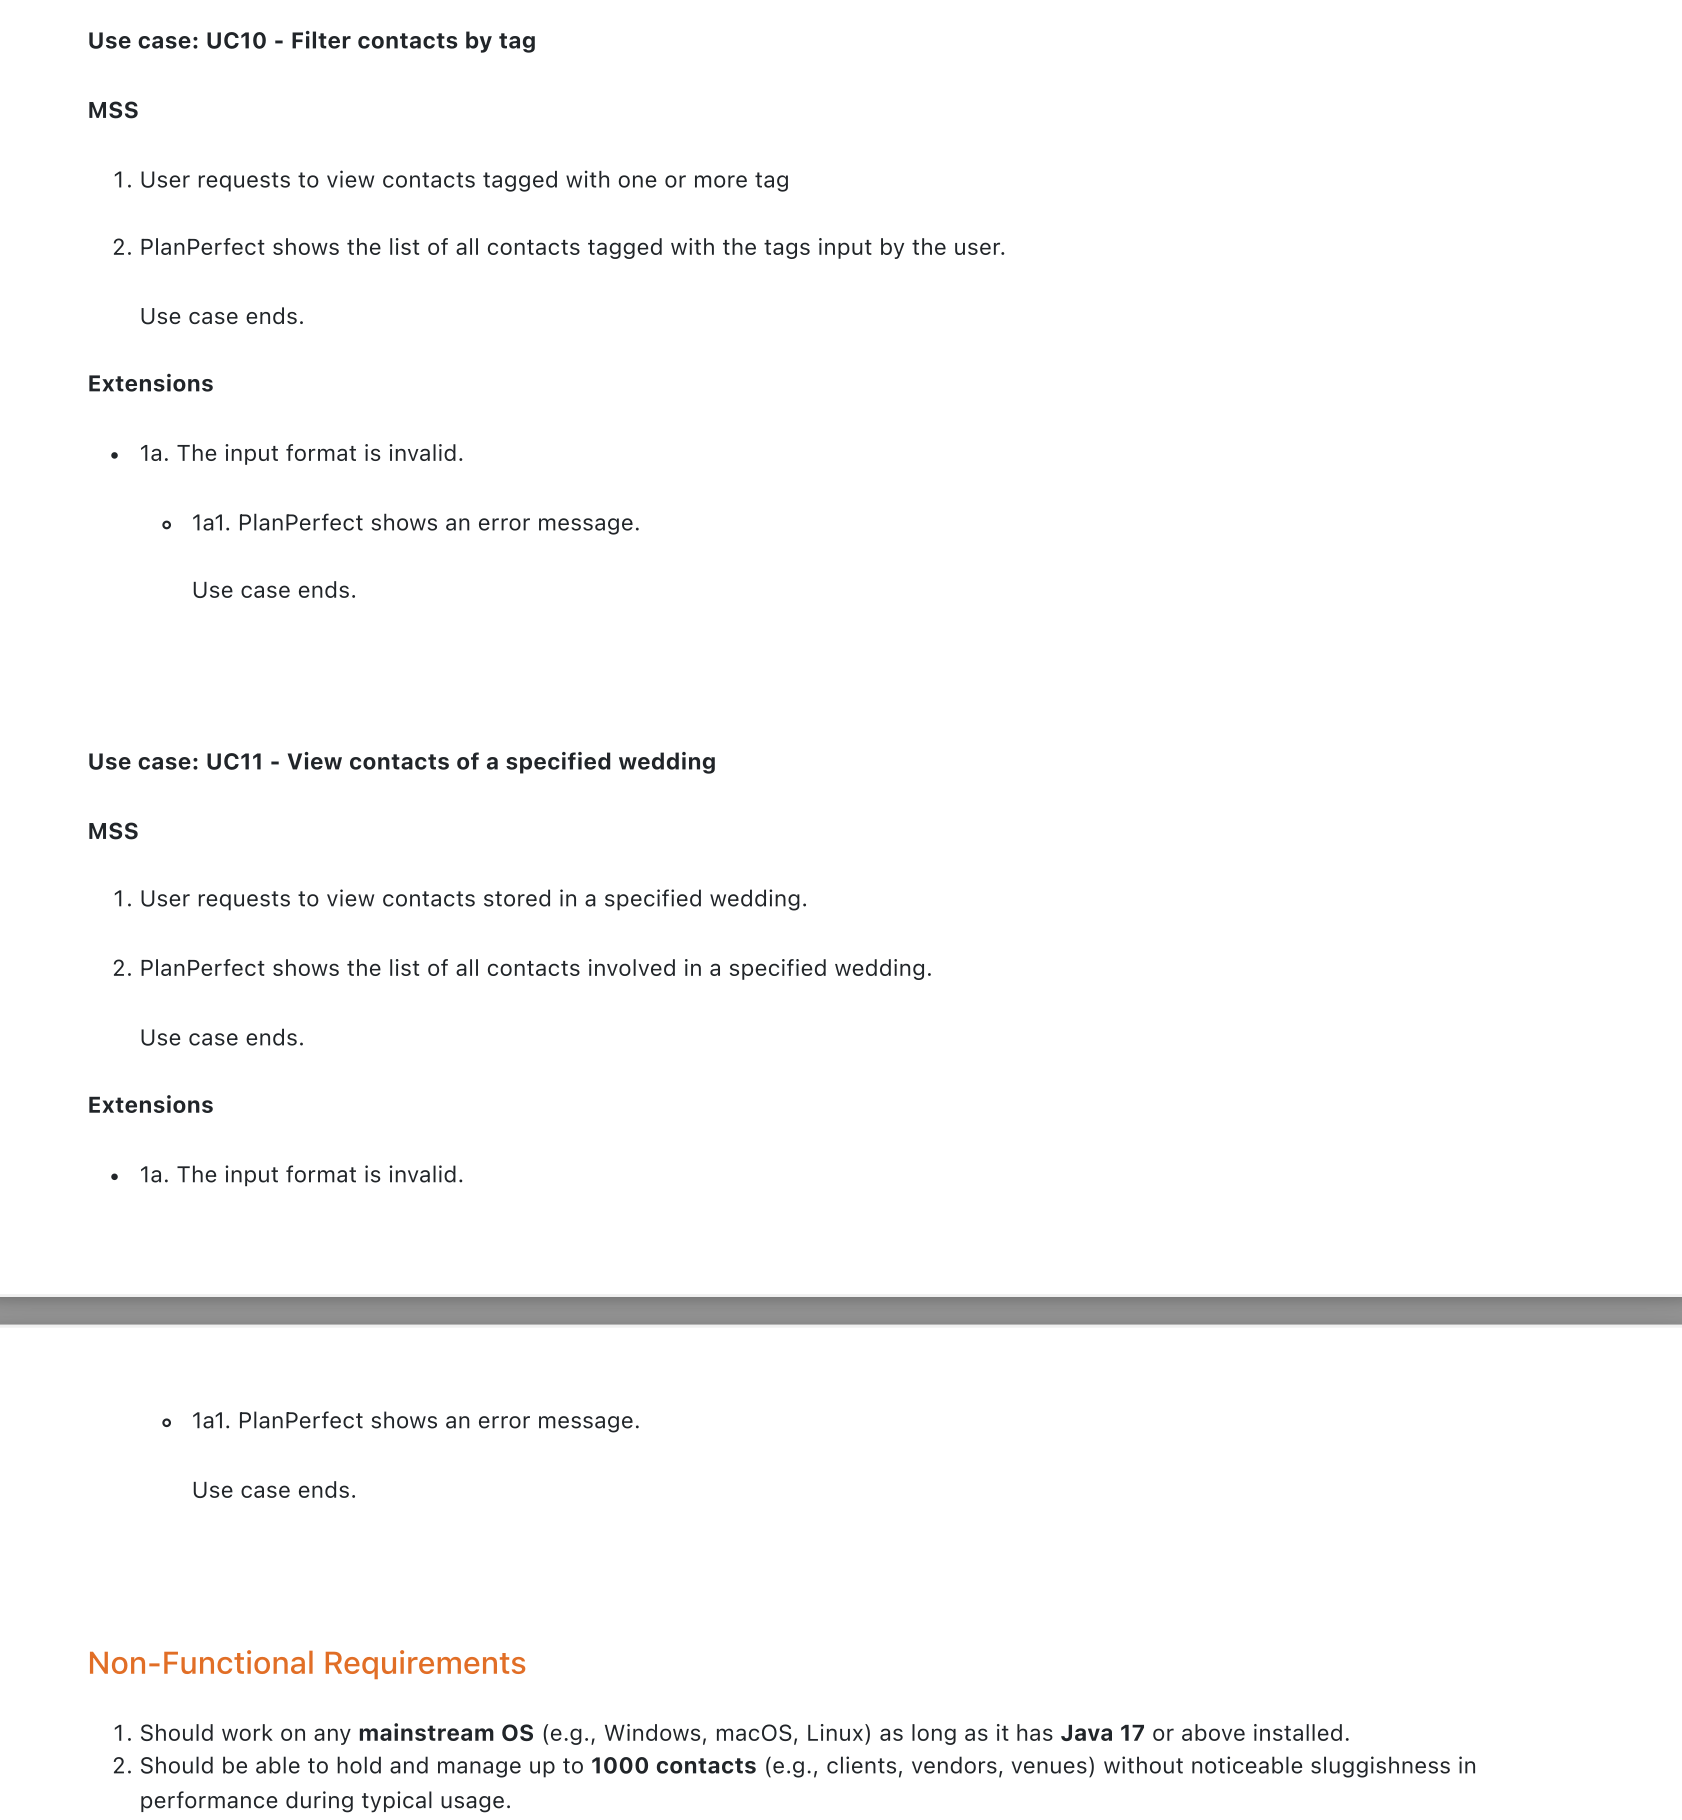 Use case: UC10 - Filter contacts by tag
MSS
1. User requests to view contacts tagged with one or more tag
2. PlanPerfect shows the list of all contacts tagged with the tags input by the user.
Use case ends.
Extensions
• 1a. The input format is invalid.
◦ 1a1. PlanPerfect shows an error message.
Use case ends.
Use case: UC11 - View contacts of a specified wedding
MSS
1. User requests to view contacts stored in a specified wedding.
2. PlanPerfect shows the list of all contacts involved in a specified wedding.
Use case ends.
Extensions
• 1a. The input format is invalid.
◦ 1a1. PlanPerfect shows an error message.
Use case ends.
Non-Functional Requirements
1. Should work on any mainstream OS (e.g., Windows, macOS, Linux) as long as it has Java 17 or above installed.
2. Should be able to hold and manage up to 1000 contacts (e.g., clients, vendors, venues) without noticeable sluggishness in
performance during typical usage.